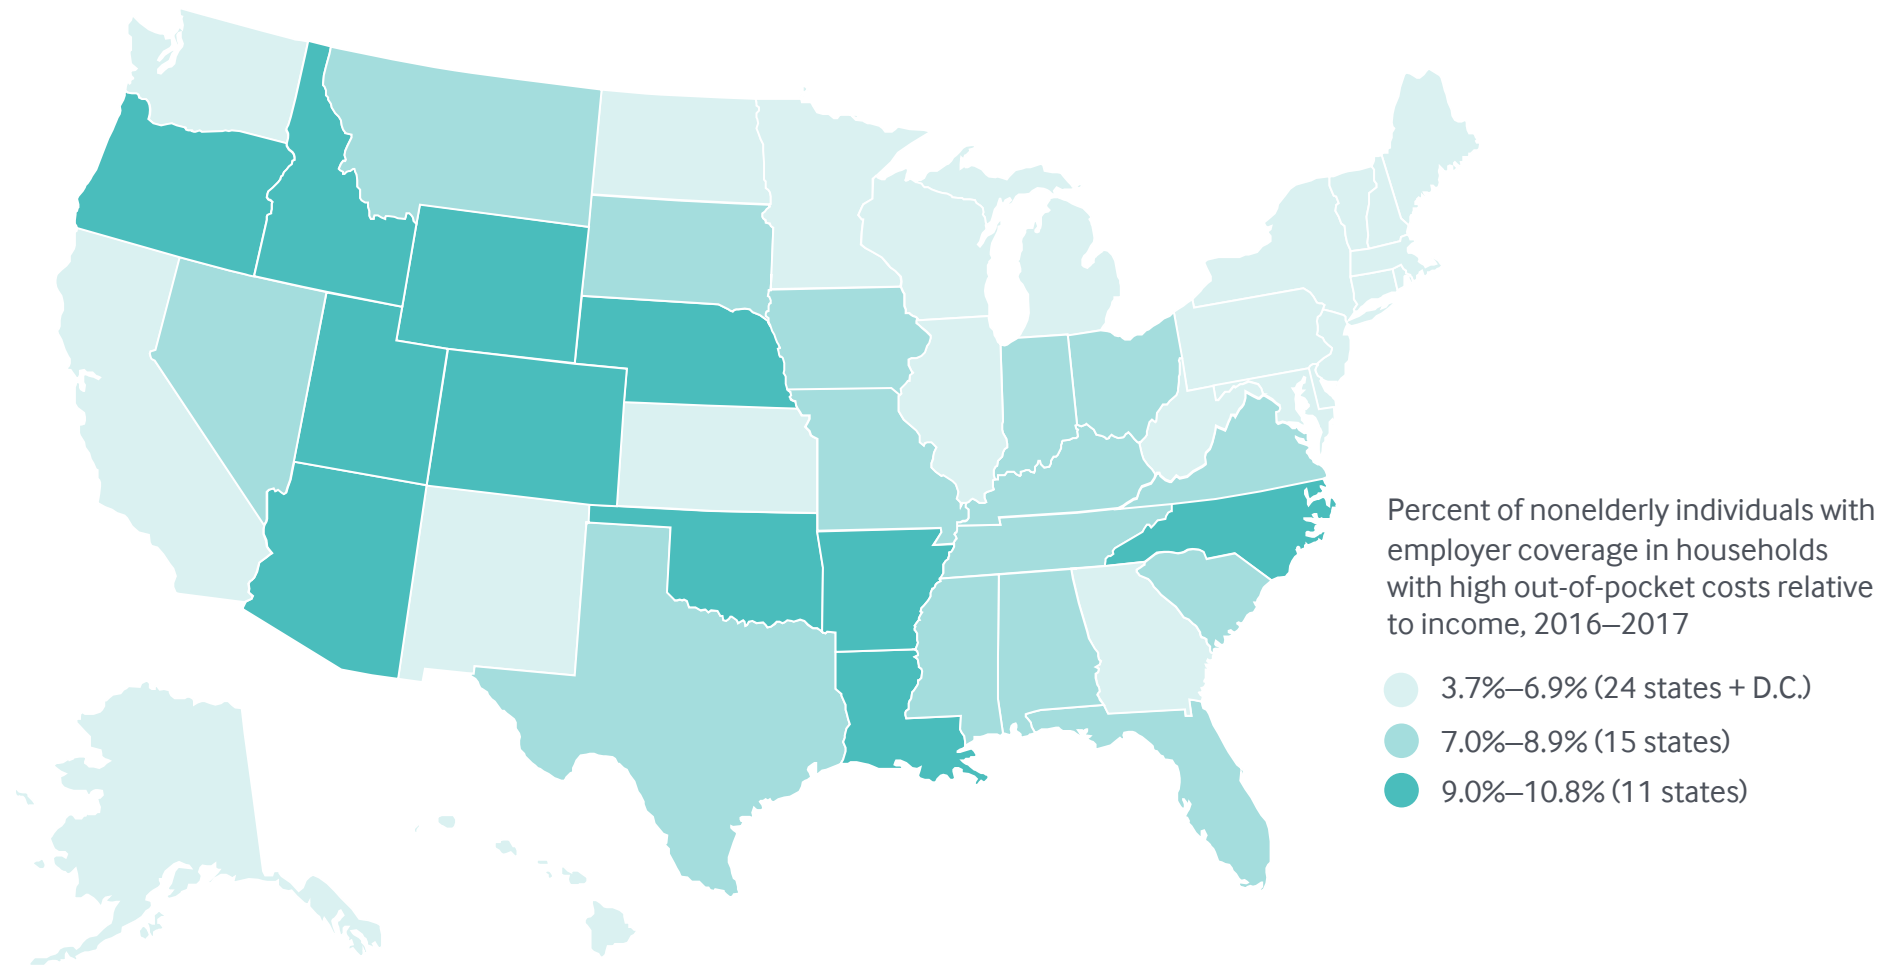 Percent of nonelderly individuals with
employer coverage in households
with high out-of-pocket costs relative
to income, 2016–2017
3.7%–6.9% (24 states + D.C.)
7.0%–8.9% (15 states)
9.0%–10.8% (11 states)